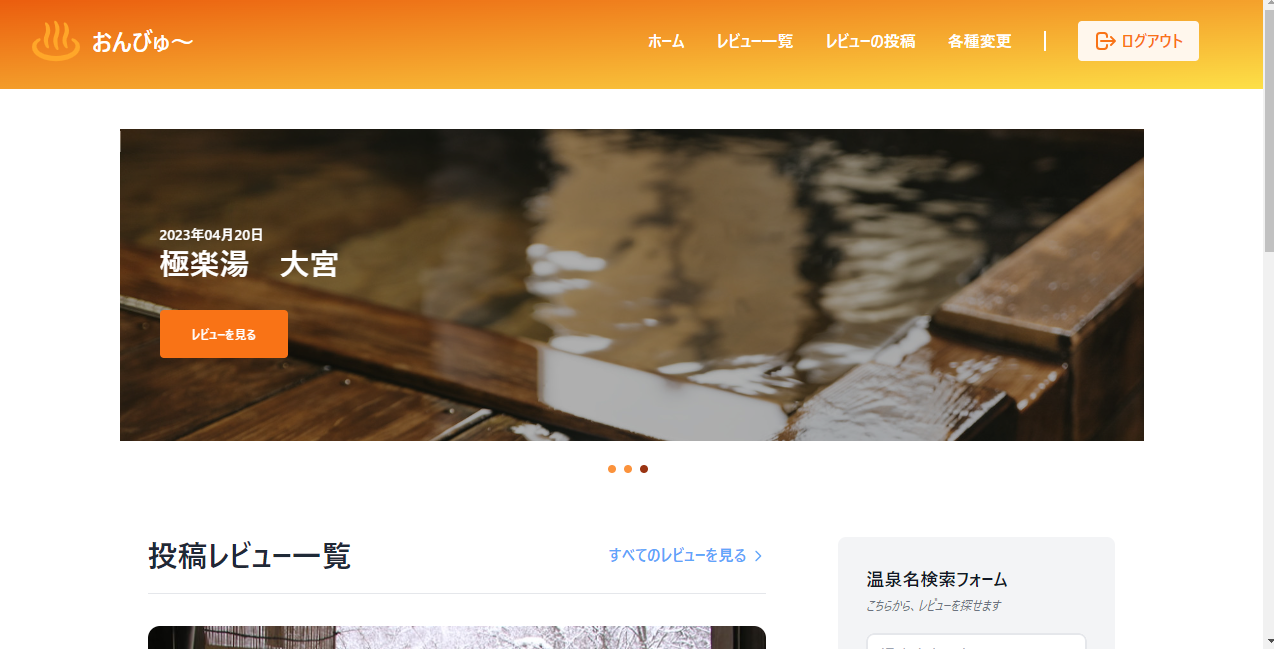 おんびゅ〜
ホーム
レビュー一覧
レビューの投稿
各種変更
ログアウト
2023年04月20日
極楽湯　大宮
レビューを見る
投稿レビュー一覧
すべてのレビューを見る
温泉名検索フォーム
こちらから、レビューを探せます